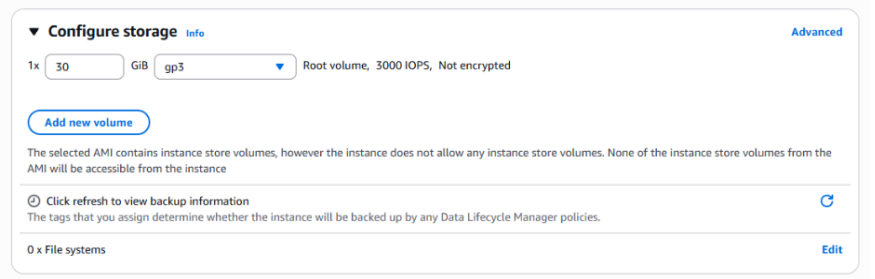 Configure storage Info Advanced
1x 30 GiB gp3 Root volume, 3000 IOPS, Not encrypted
Add new volume
The selected AMI contains instance store volumes, however the instance does not allow any instance store volumes. None of the instance store volumes from the
AMI will be accessible from the instance
Click refresh to view backup information
The tags that you assign determine whether the instance will be backed up by any Data Lifecycle Manager policies.
0 x File systems Edit